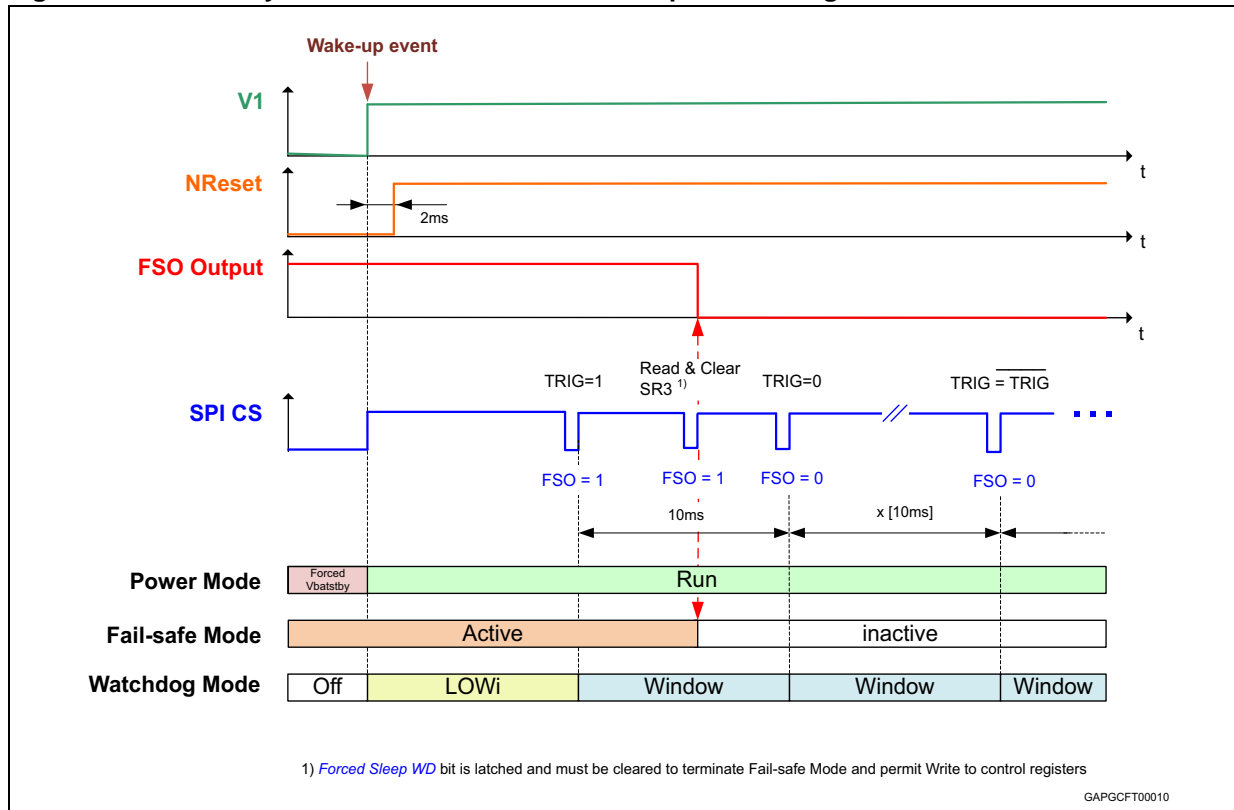 Wake-up event
V1
t
NReset
2ms
t
FSO Output
t
TRIG=1
Read & Clear
SR3 1)
TRIG=0
TRIG = TRIG
SPI CS
FSO = 1
FSO = 1
FSO = 0
FSO = 0
10ms
x [10ms]
Power Mode
Forced
Vbatstby
Run
Fail-safe Mode
Active
inactive
Watchdog Mode
Off
LOWi
Window
Window
Window
1) Forced Sleep WD bit is latched and must be cleared to terminate Fail-safe Mode and permit Write to control registers
GAPGCFT00010